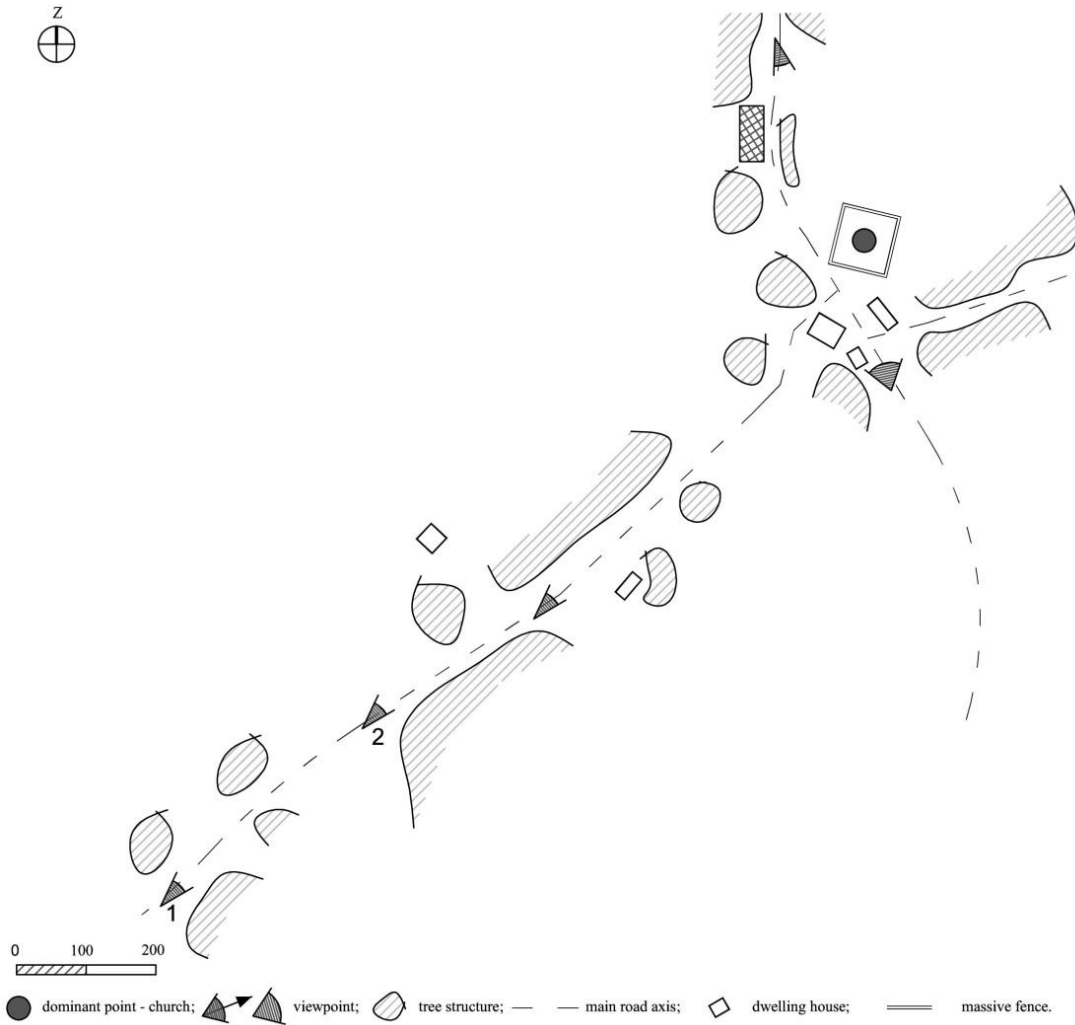 Z
2
1
0 100 200
dominant point - church; viewpoint; tree structure; main road axis; dwelling house; massive fence.